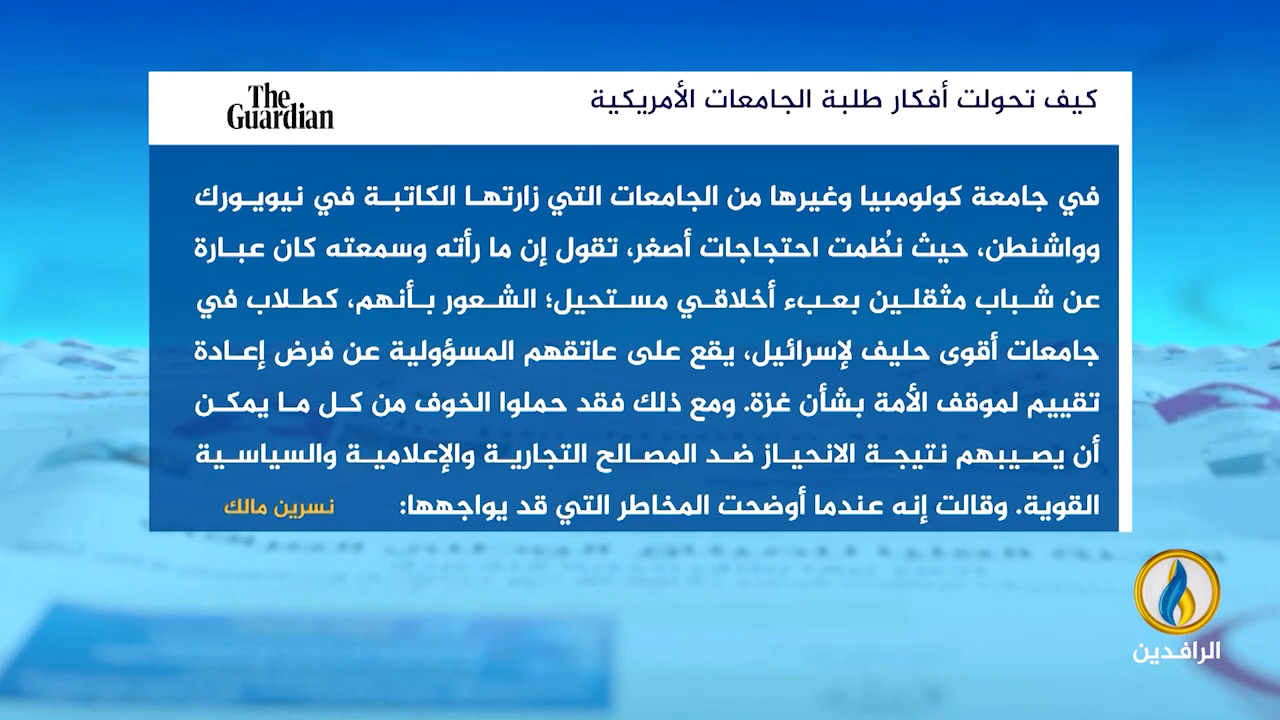 كيف تحولت أفكار طلبة الجامعات الأمريكية
The
Guardian
في جامعة كولومبيا وغيرها من الجامعات التي زارتها الكاتبة في نيويورك
وواشنطن، حيث نُظمت احتجاجات أصغر، تقول إن ما رأته وسمعته كان عبارة
عن شباب مثقلين بعبء أخلاقي مستحيل؛ الشعور بأنهم، كطلاب في
جامعات أقوى حليف لإسرائيل، يقع على عاتقهم المسؤولية عن فرض إعادة
تقييم لموقف الأمة بشأن غزة. ومع ذلك فقد حملوا الخوف من كل ما يمكن
أن يصيبهم نتيجة الانحياز ضد المصالح التجارية والإعلامية والسياسية
القوية. وقالت إنه عندما أوضحت المخاطر التي قد يواجهها:
نسرين مالك
الرافدين